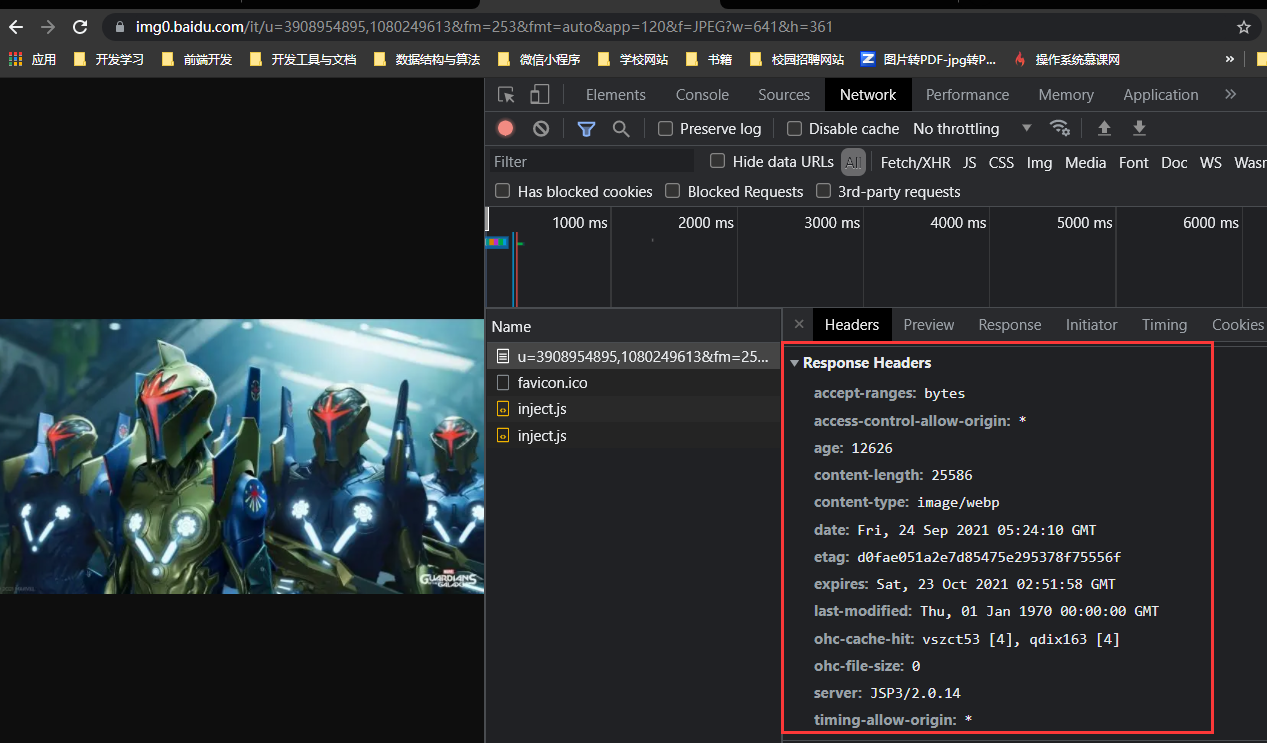 img0.baidu.com/it/u=3908954895,1080249613&fm=253&fmt=auto&app=120&f=JPEG?w=641&h=361
应用 开发学习 前端开发 开发工具与文档 数据结构与算法 微信小程序 学校网站 书籍 校园招聘网站 图片转PDF-jpg转P... 操作系统慕课网 »
Elements Console Sources Network Performance Memory Application »
Preserve log Disable cache No throttling
Filter Hide data URLs All Fetch/XHR JS CSS Img Media Font Doc WS Wasr
Has blocked cookies Blocked Requests 3rd-party requests
1000 ms 2000 ms 3000 ms 4000 ms 5000 ms 6000 ms
Name
u=3908954895,1080249613&fm=25...
favicon.ico
inject.js
inject.js
× Headers Preview Response Initiator Timing Cookies
Response Headers
accept-ranges: bytes
access-control-allow-origin: *
age: 12626
content-length: 25586
content-type: image/webp
date: Fri, 24 Sep 2021 05:24:10 GMT
etag: d0fae051a2e7d85475e295378f75556f
expires: Sat, 23 Oct 2021 02:51:58 GMT
last-modified: Thu, 01 Jan 1970 00:00:00 GMT
ohc-cache-hit: vszct53 [4], qdix163 [4]
ohc-file-size: 0
server: JSP3/2.0.14
timing-allow-origin: *
MARVEL
GUARDIANS
GALAXY